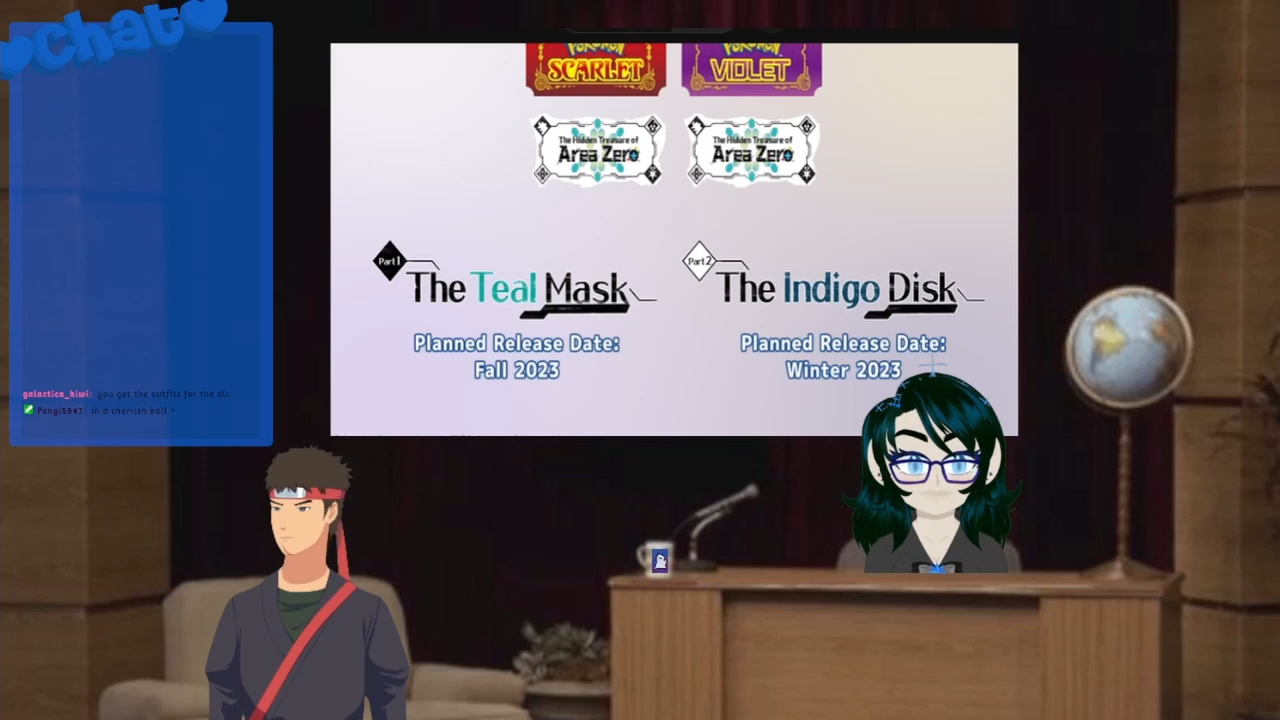 Chat
POKÉMON
SCARLET
POKÉMON
VIOLET
The Hidden Treasure of
Area Zero
The Hidden Treasure of
Area Zero
Part 1
The Teal Mask
Planned Release Date:
Fall 2023
Part 2
The Indigo Disk
Planned Release Date:
Winter 2023
galactica_kiwi: you get the outfits for the dlc
Pengi5987: in a cherrish ball ^